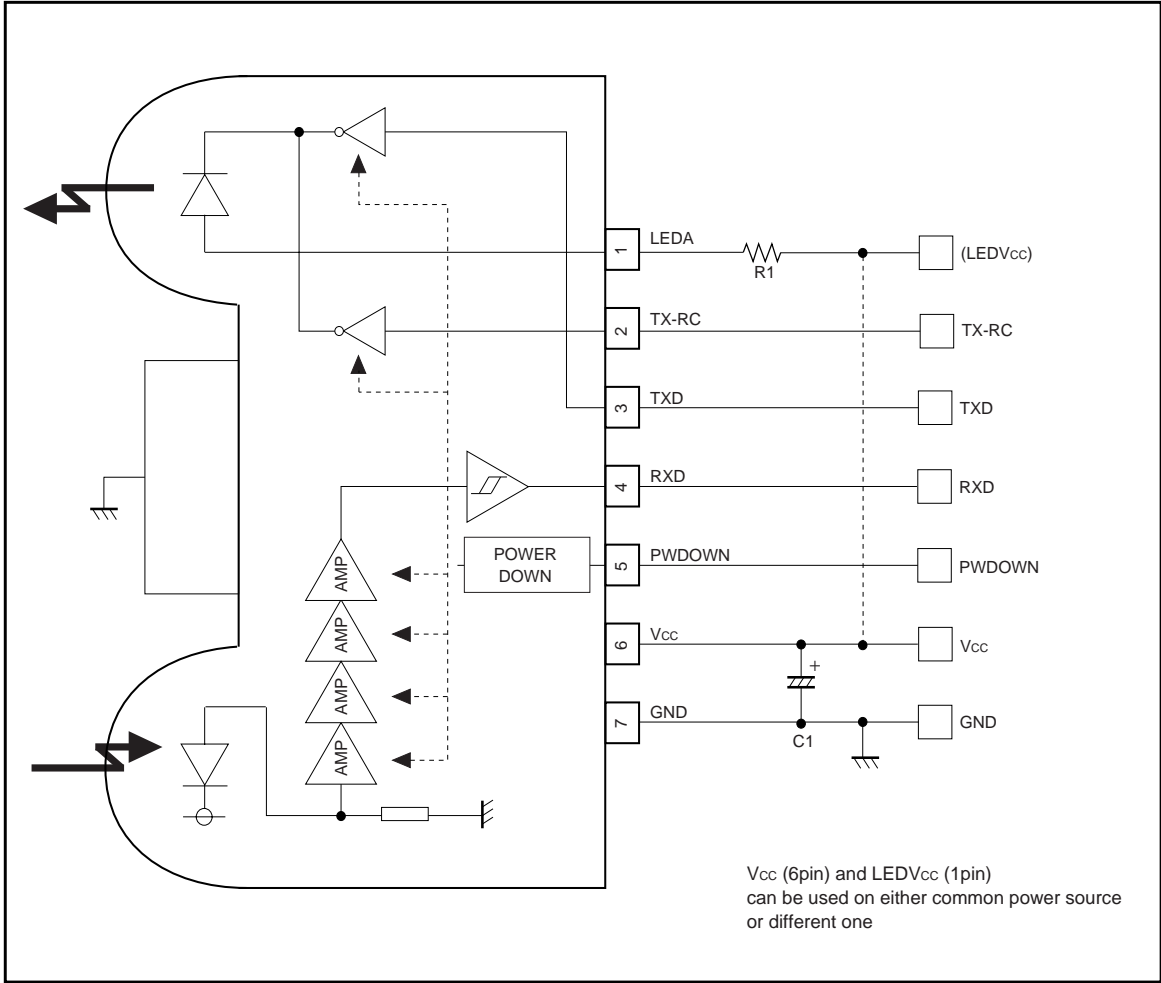 1 LEDA
R1
(LEDVcc)
2 TX-RC
TX-RC
3 TXD
TXD
4 RXD
RXD
POWER
DOWN
5 PWDOWN
PWDOWN
6 Vcc
+
Vcc
7 GND
C1
GND
AMP
AMP
AMP
AMP
Vcc (6pin) and LEDVcc (1pin)
can be used on either common power source
or different one